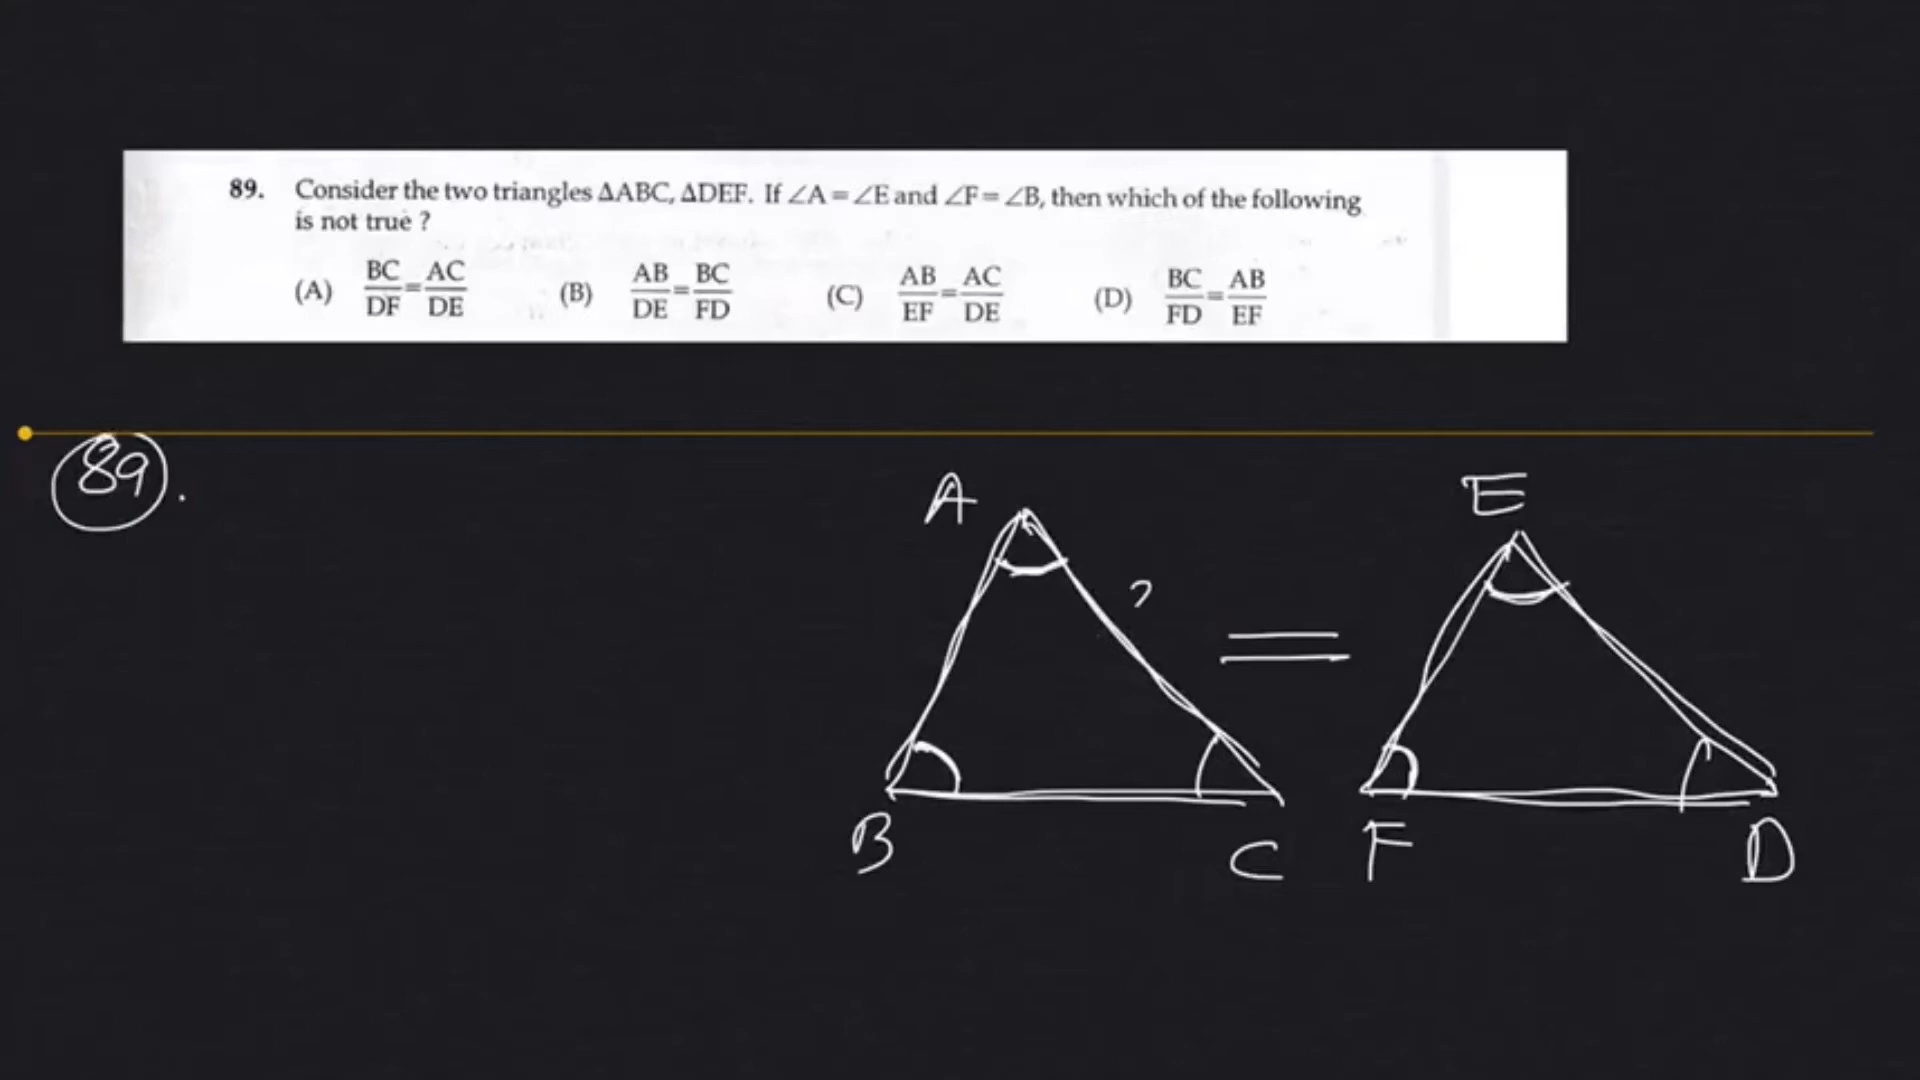 89. Consider the two triangles ΔABC, ΔDEF. If ∠A = ∠E and ∠F = ∠B, then which of the following
is not true ?
(A) BC/DF = AC/DE (B) AB/DE = BC/FD (C) AB/EF = AC/DE (D) BC/FD = AB/EF
89.
A E
?
=
B C F D